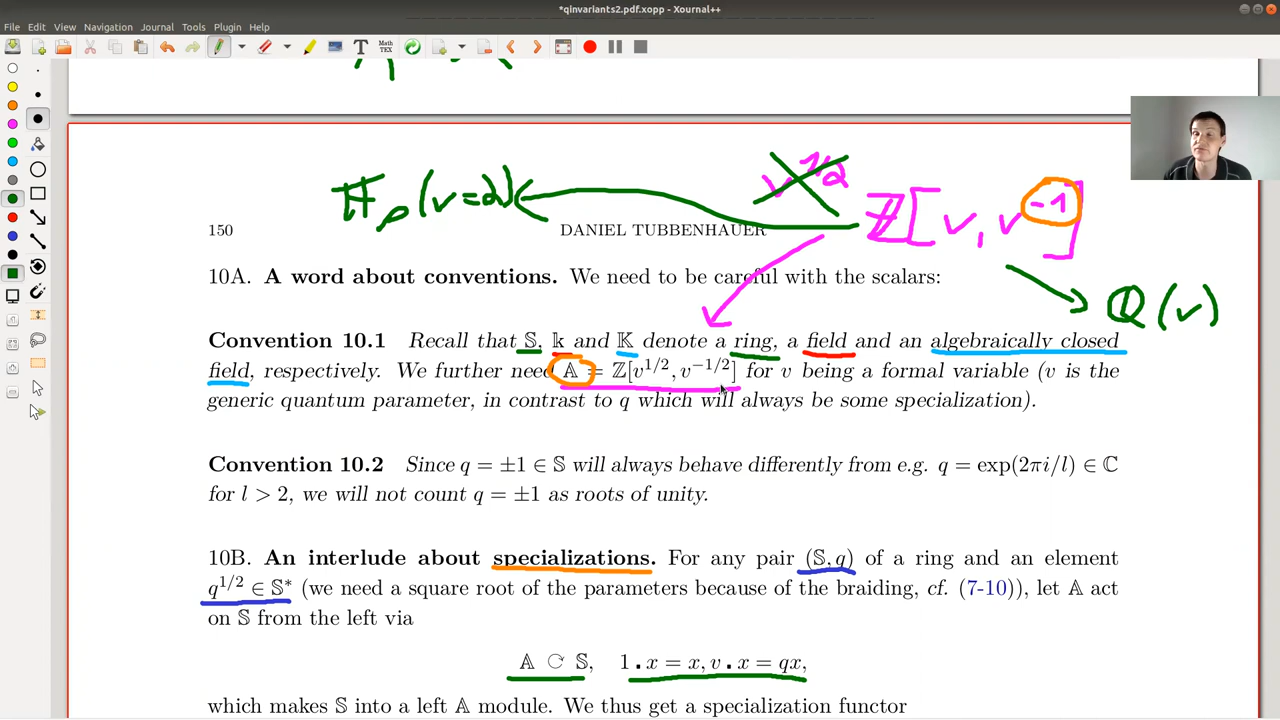 *qinvariants2.pdf.xopp — Xournal++
File Edit View Navigation Journal Tools Plugin Help
T Math TEX
v^{1/2}
𝔽_p (v=2) ℤ[v, v^{-1}]
150 DANIEL TUBBENHAUER
10A. A word about conventions. We need to be careful with the scalars:
ℚ(v)
Convention 10.1 Recall that 𝕊, 𝕜 and 𝕂 denote a ring, a field and an algebraically closed
field, respectively. We further need 𝔸 = ℤ[v^{1/2}, v^{-1/2}] for v being a formal variable (v is the
generic quantum parameter, in contrast to q which will always be some specialization).
Convention 10.2 Since q = ±1 ∈ 𝕊 will always behave differently from e.g. q = exp(2πi/l) ∈ ℂ
for l > 2, we will not count q = ±1 as roots of unity.
10B. An interlude about specializations. For any pair (𝕊, q) of a ring and an element
q^{1/2} ∈ 𝕊* (we need a square root of the parameters because of the braiding, cf. (7-10)), let 𝔸 act
on 𝕊 from the left via
𝔸 ⟳ 𝕊, 1 . x = x, v . x = qx,
which makes 𝕊 into a left 𝔸 module. We thus get a specialization functor